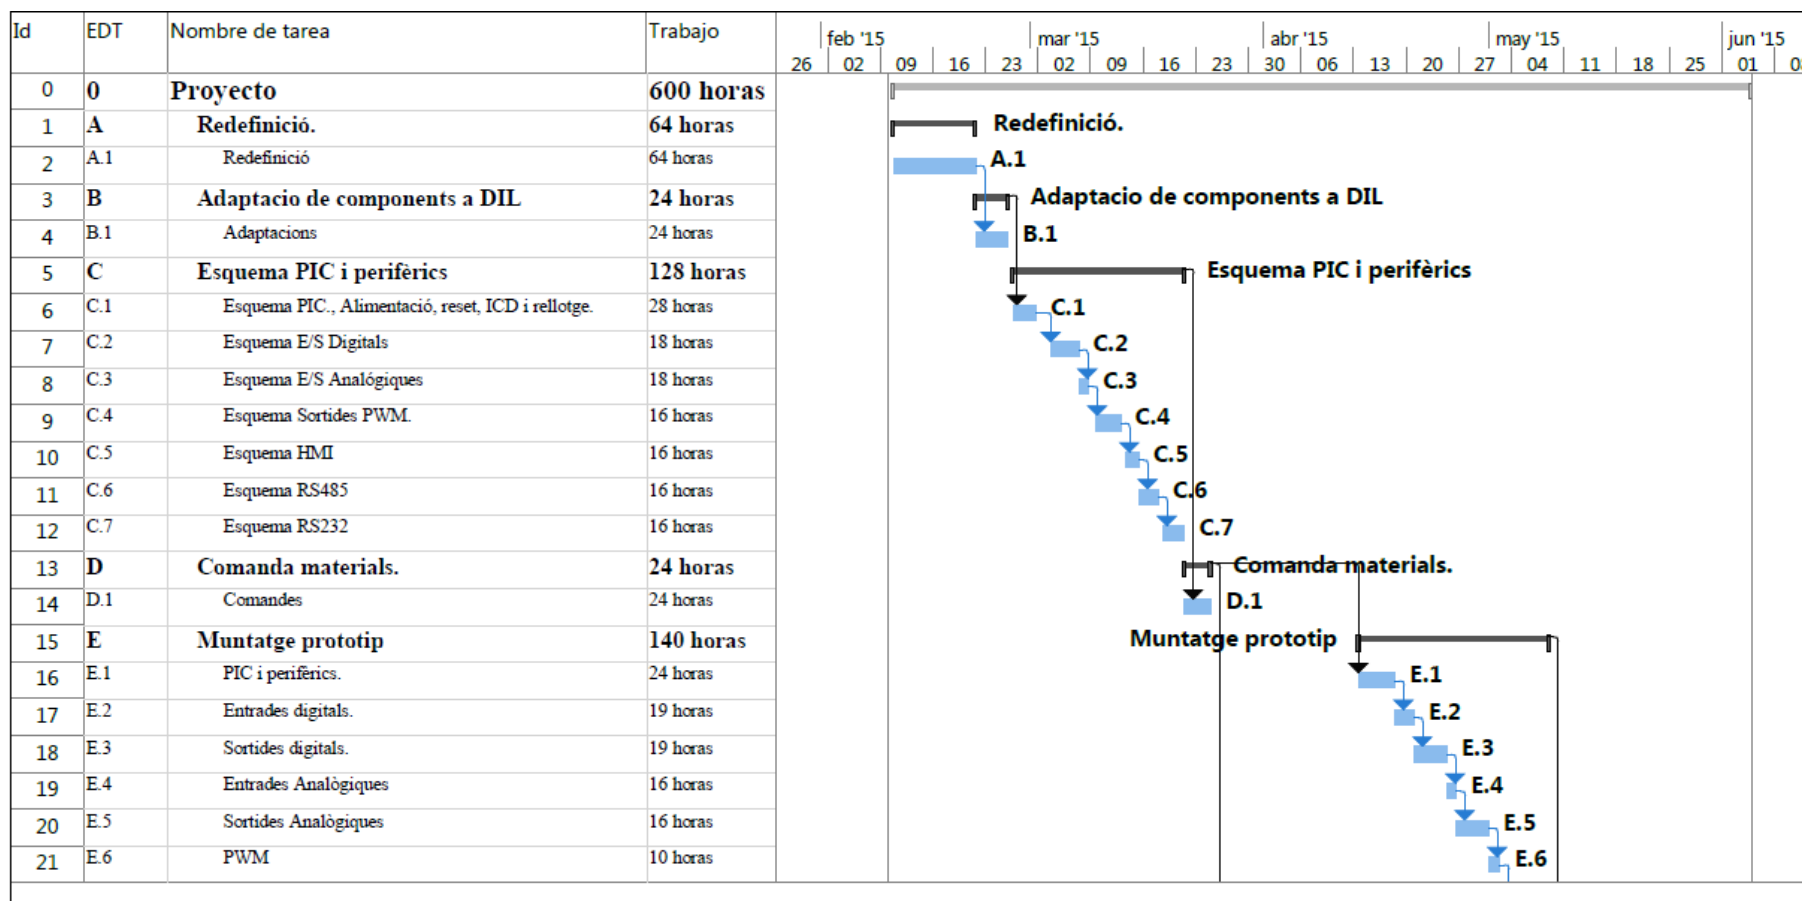 Id EDT Nombre de tarea Trabajo feb '15 mar '15 abr '15 may '15 jun '15
26 02 09 16 23 02 09 16 23 30 06 13 20 27 04 11 18 25 01
0 0 Proyecto 600 horas
1 A Redefinició. 64 horas Redefinició.
2 A.1 Redefinició 64 horas A.1
3 B Adaptacio de components a DIL 24 horas Adaptacio de components a DIL
4 B.1 Adaptacions 24 horas B.1
5 C Esquema PIC i perifèrics 128 horas Esquema PIC i perifèrics
6 C.1 Esquema PIC., Alimentació, reset, ICD i rellotge. 28 horas C.1
7 C.2 Esquema E/S Digitals 18 horas C.2
8 C.3 Esquema E/S Analógiques 18 horas C.3
9 C.4 Esquema Sortides PWM. 16 horas C.4
10 C.5 Esquema HMI 16 horas C.5
11 C.6 Esquema RS485 16 horas C.6
12 C.7 Esquema RS232 16 horas C.7
13 D Comanda materials. 24 horas Comanda materials.
14 D.1 Comandes 24 horas D.1
15 E Muntatge prototip 140 horas Muntatge prototip
16 E.1 PIC i perifèrics. 24 horas E.1
17 E.2 Entrades digitals. 19 horas E.2
18 E.3 Sortides digitals. 19 horas E.3
19 E.4 Entrades Analògiques 16 horas E.4
20 E.5 Sortides Analògiques 16 horas E.5
21 E.6 PWM 10 horas E.6